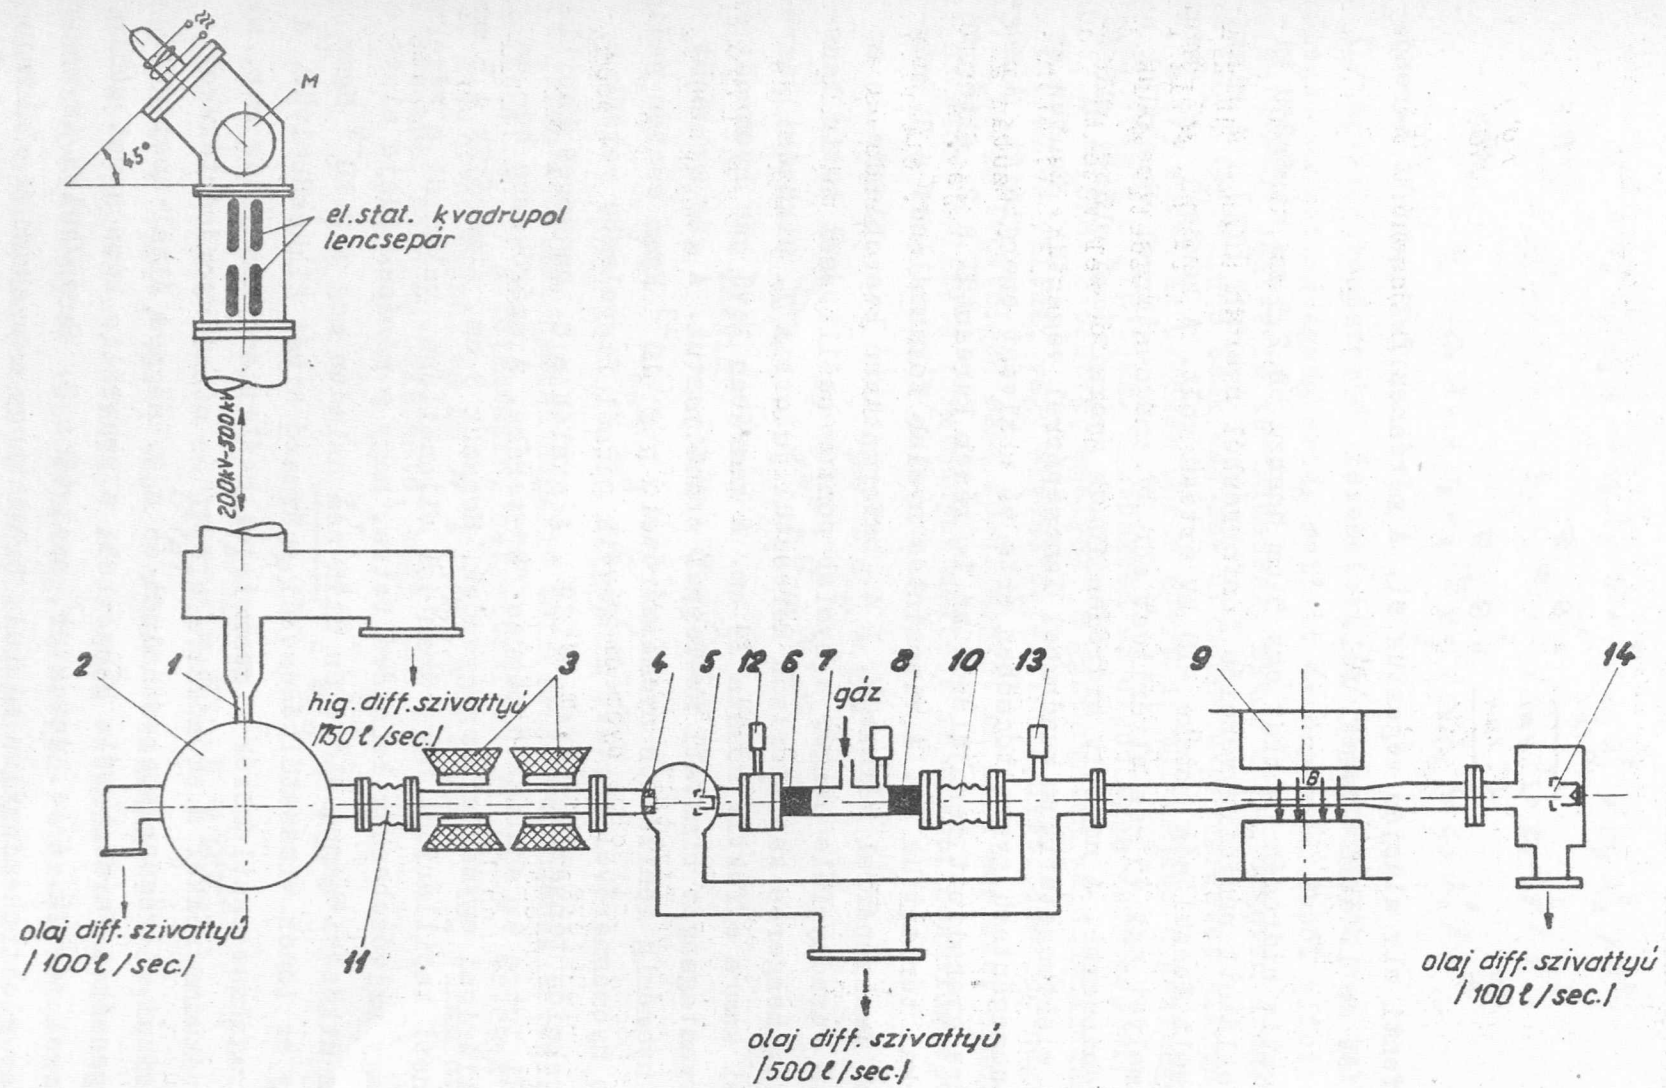 M
45°
el.stat. kvadrupol
lencsepár
200kV-500kV
2
1
3
4
5
12
6
7
8
10
13
9
14
hig. diff. szivattyú
/750 l/sec./
gáz
B
11
olaj diff. szivattyú
/100 l/sec./
olaj diff. szivattyú
/500 l/sec./
olaj diff. szivattyú
/100 l/sec./